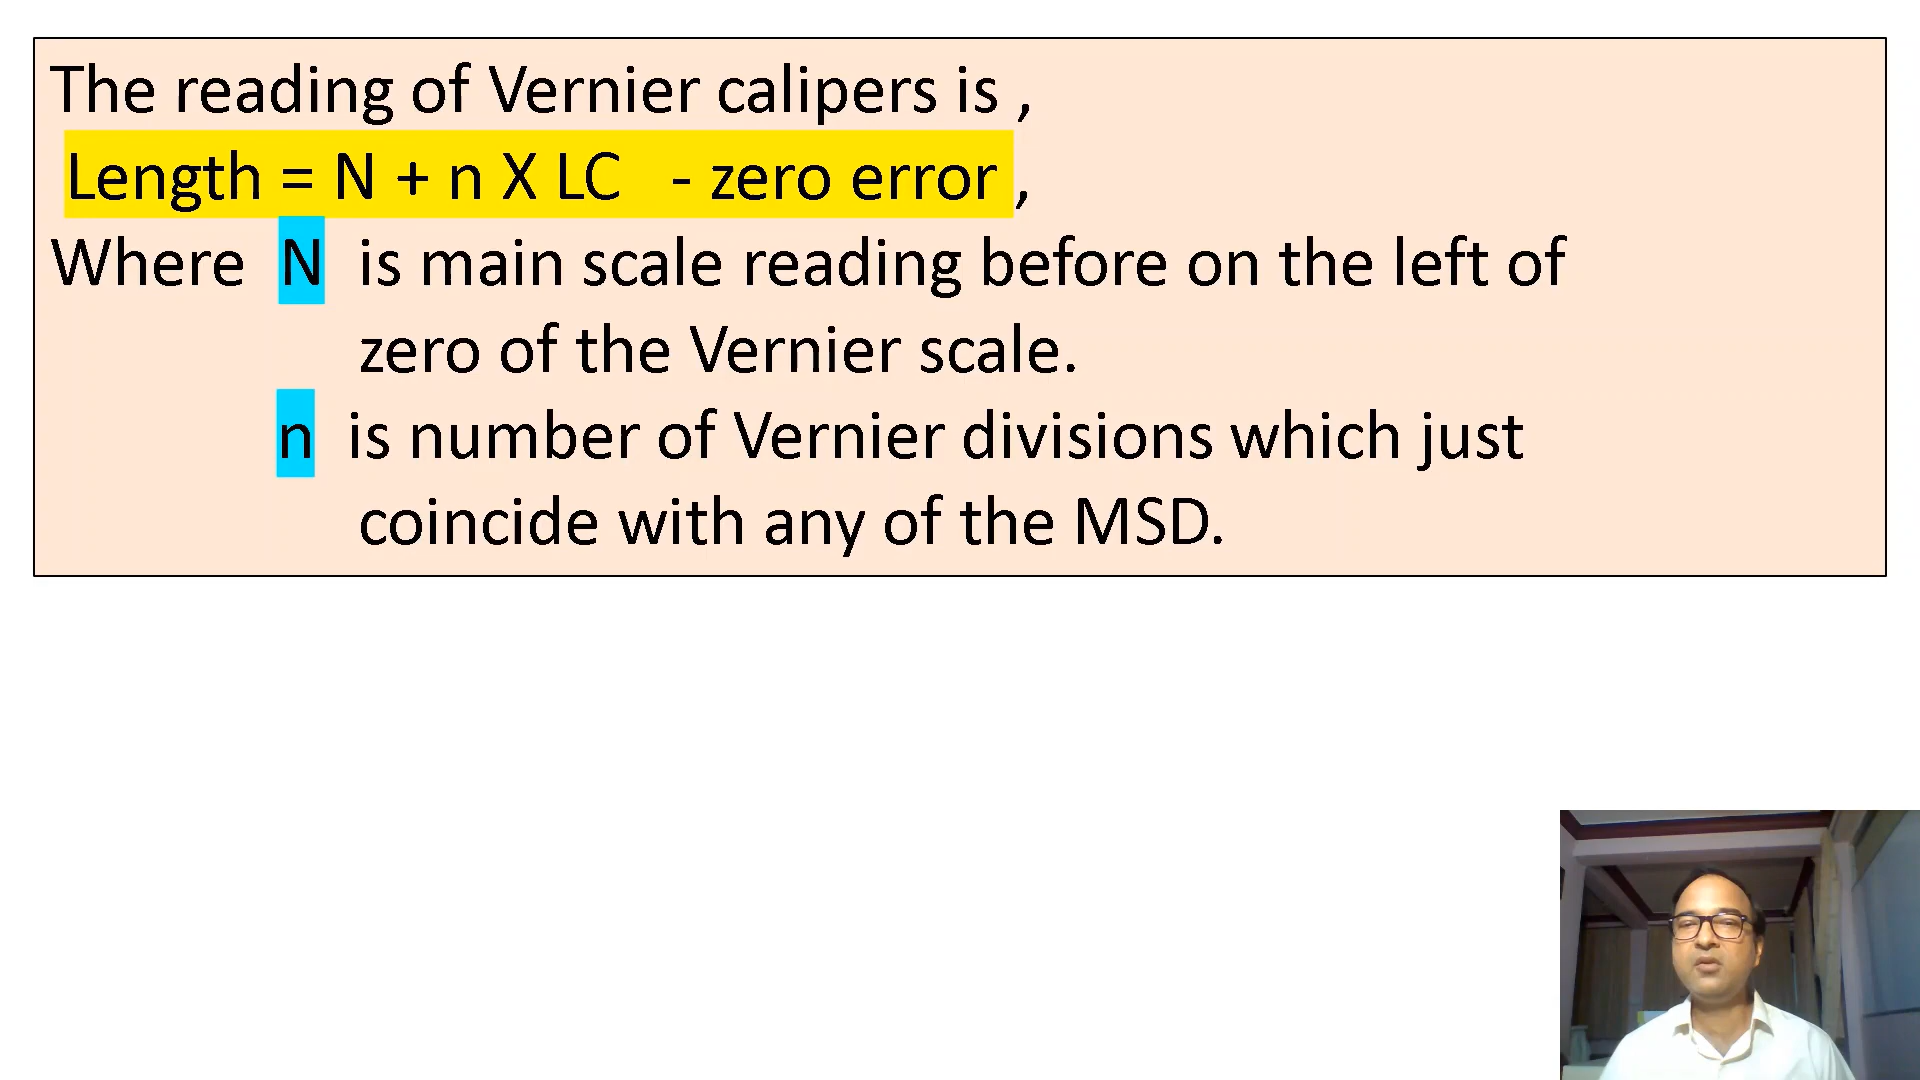 The reading of Vernier calipers is ,
Length = N + n X LC - zero error ,
Where N is main scale reading before on the left of
zero of the Vernier scale.
n is number of Vernier divisions which just
coincide with any of the MSD.